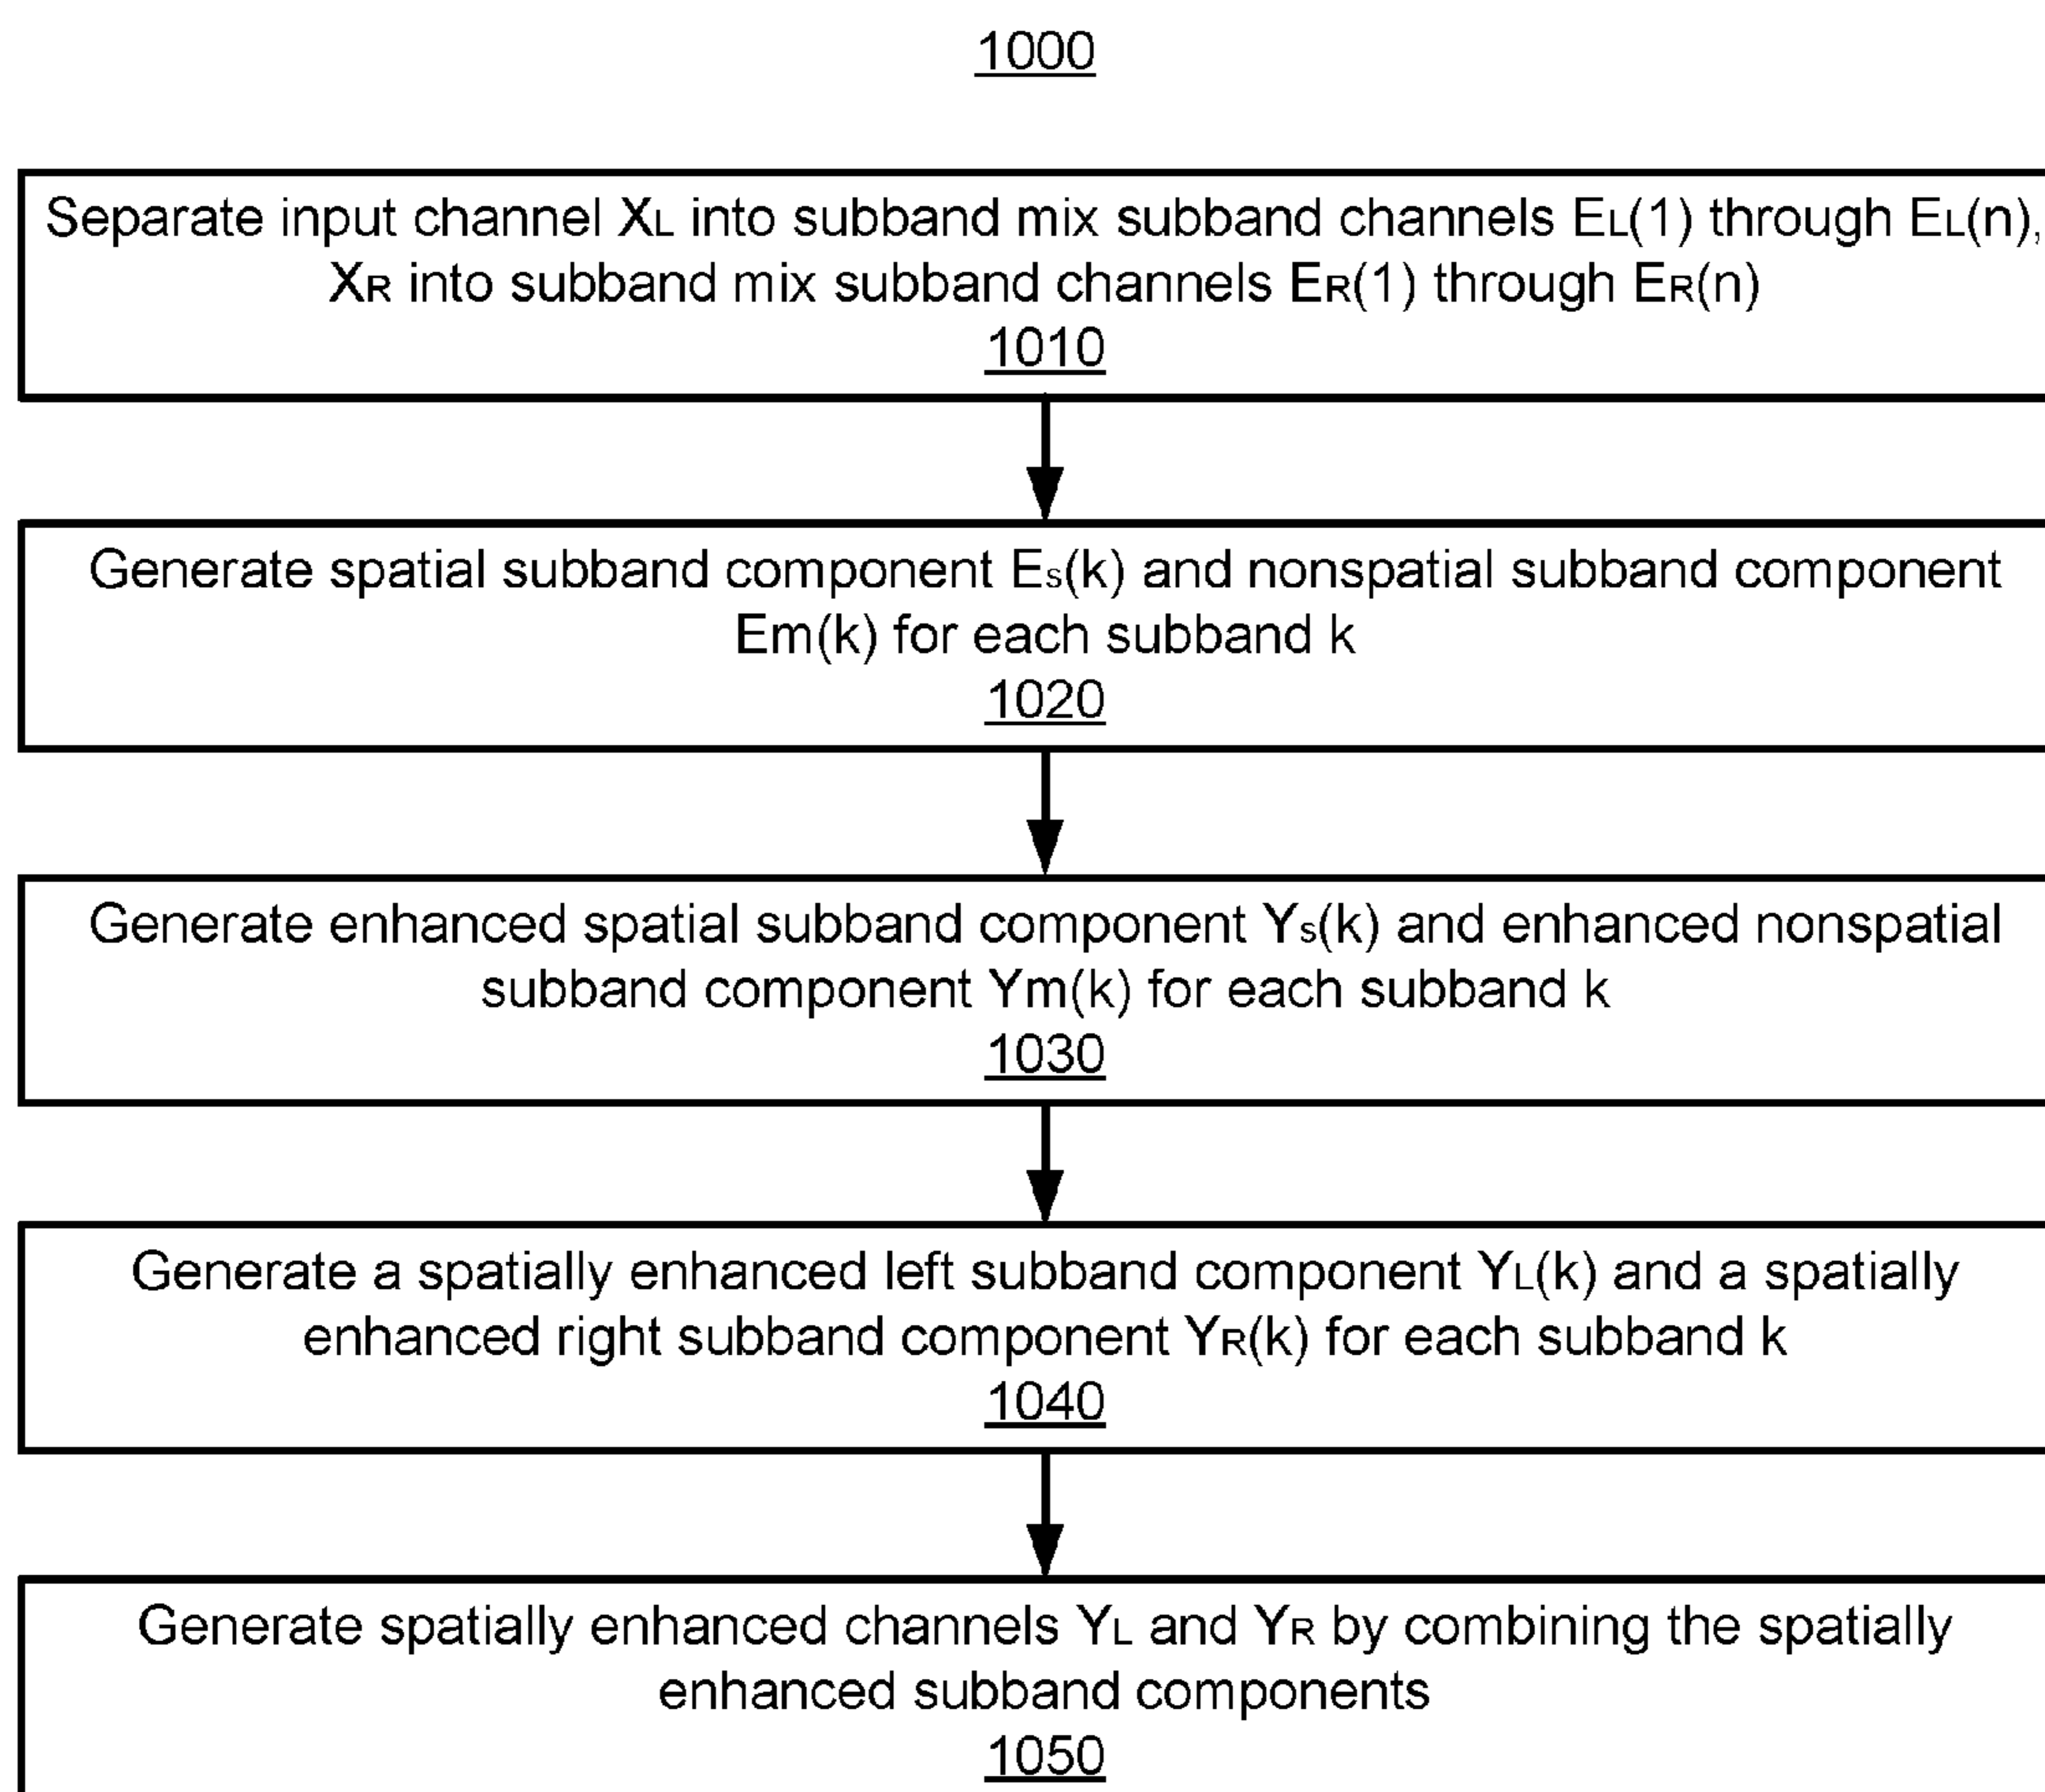 1000
Separate input channel XL into subband mix subband channels EL(1) through EL(n),
XR into subband mix subband channels ER(1) through ER(n)
1010
Generate spatial subband component Es(k) and nonspatial subband component
Em(k) for each subband k
1020
Generate enhanced spatial subband component Ys(k) and enhanced nonspatial
subband component Ym(k) for each subband k
1030
Generate a spatially enhanced left subband component YL(k) and a spatially
enhanced right subband component YR(k) for each subband k
1040
Generate spatially enhanced channels YL and YR by combining the spatially
enhanced subband components
1050